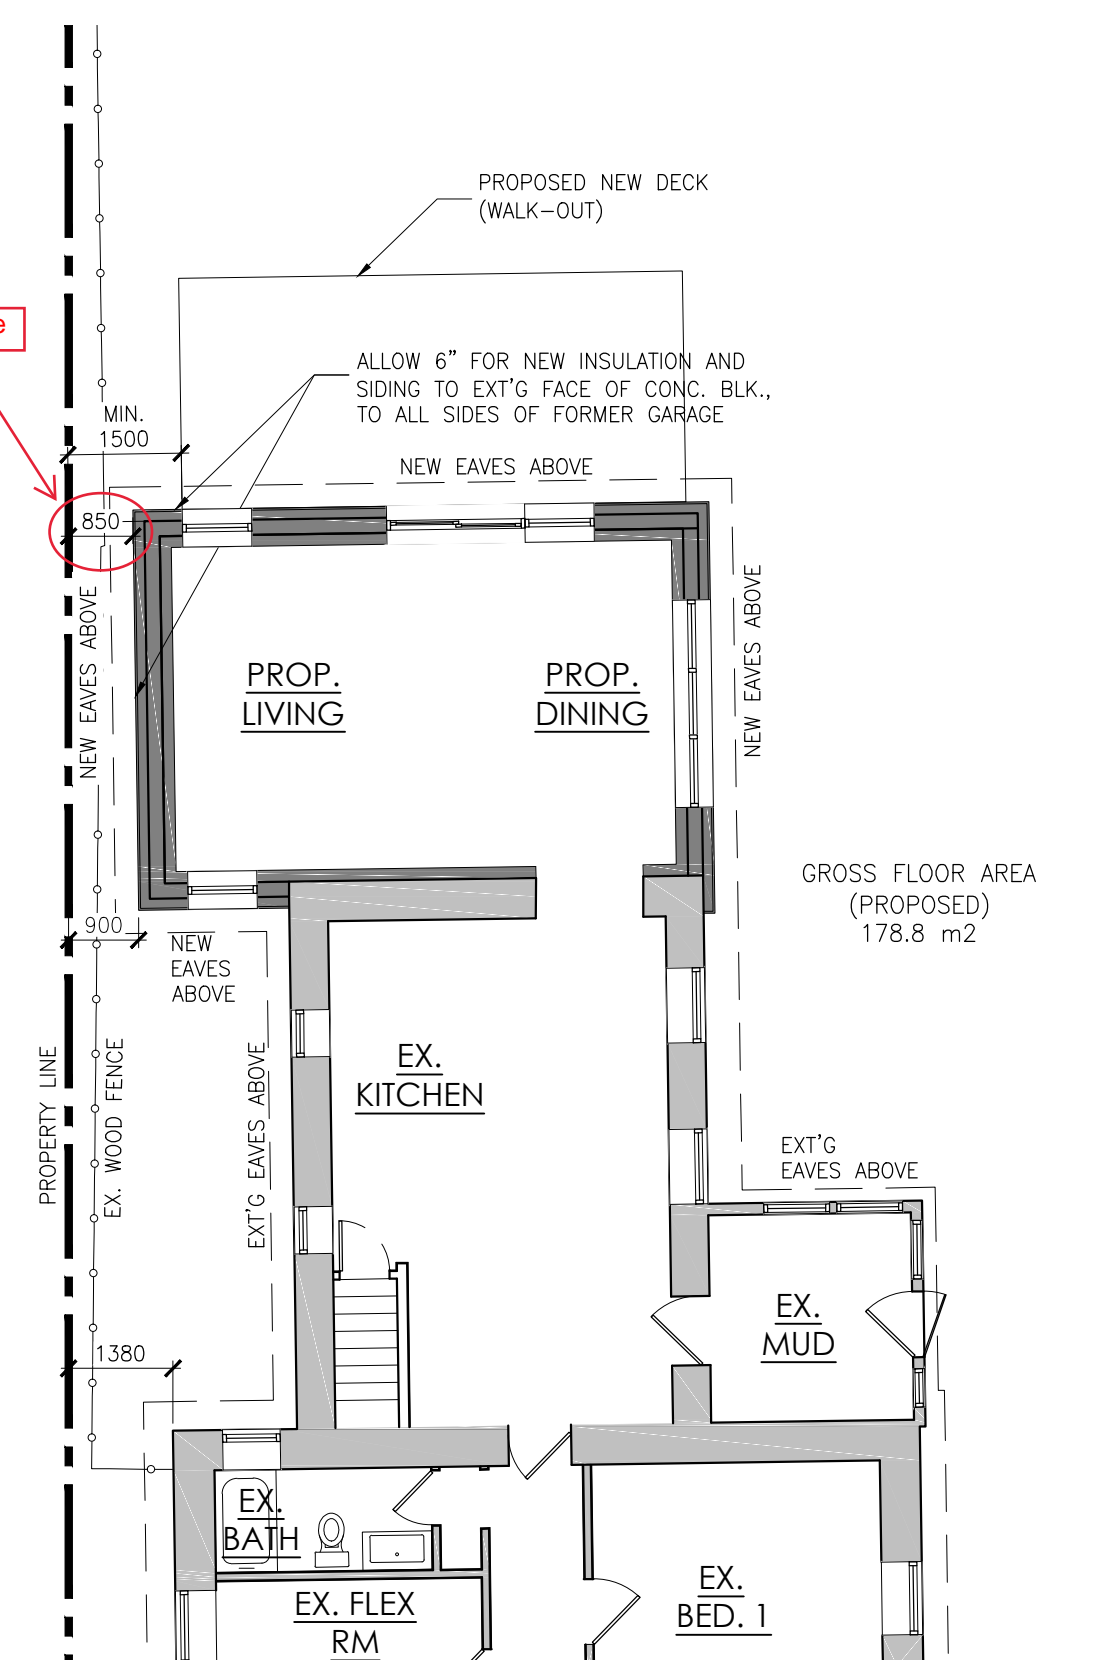 PROPOSED NEW DECK
(WALK-OUT)
e
ALLOW 6" FOR NEW INSULATION AND
SIDING TO EXT'G FACE OF CONC. BLK.,
TO ALL SIDES OF FORMER GARAGE
MIN.
1500
NEW EAVES ABOVE
850
NEW EAVES ABOVE
NEW EAVES ABOVE
PROP.
LIVING
PROP.
DINING
GROSS FLOOR AREA
(PROPOSED)
178.8 m2
900
NEW
EAVES
ABOVE
PROPERTY LINE
EX. WOOD FENCE
EXT'G EAVES ABOVE
EX.
KITCHEN
EXT'G
EAVES ABOVE
EX.
MUD
1380
EX.
BATH
EX. FLEX
RM
EX.
BED. 1